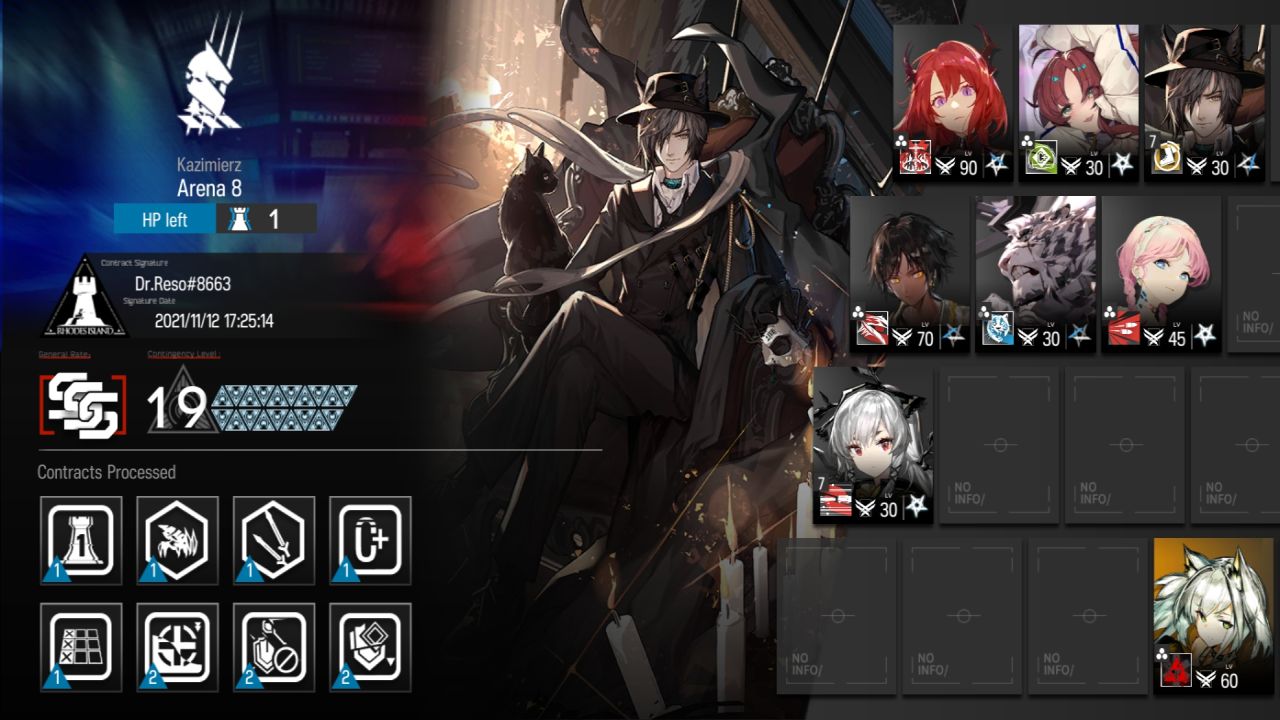 Kazimierz
Arena 8
HP left 1
Contract Signature
Dr.Reso#8663
Signature Date
2021/11/12 17:25:14
RHODES ISLAND
General Rate:
Contingency Level:
19
Contracts Processed
1
1 1 1 1
1 2 2 2
LV 90
LV 30
7 LV 30
LV 70
LV 30
LV 45
NO INFO/
7 LV 30
NO INFO/
NO INFO/
NO INFO/
NO INFO/
NO INFO/
NO INFO/
LV 60